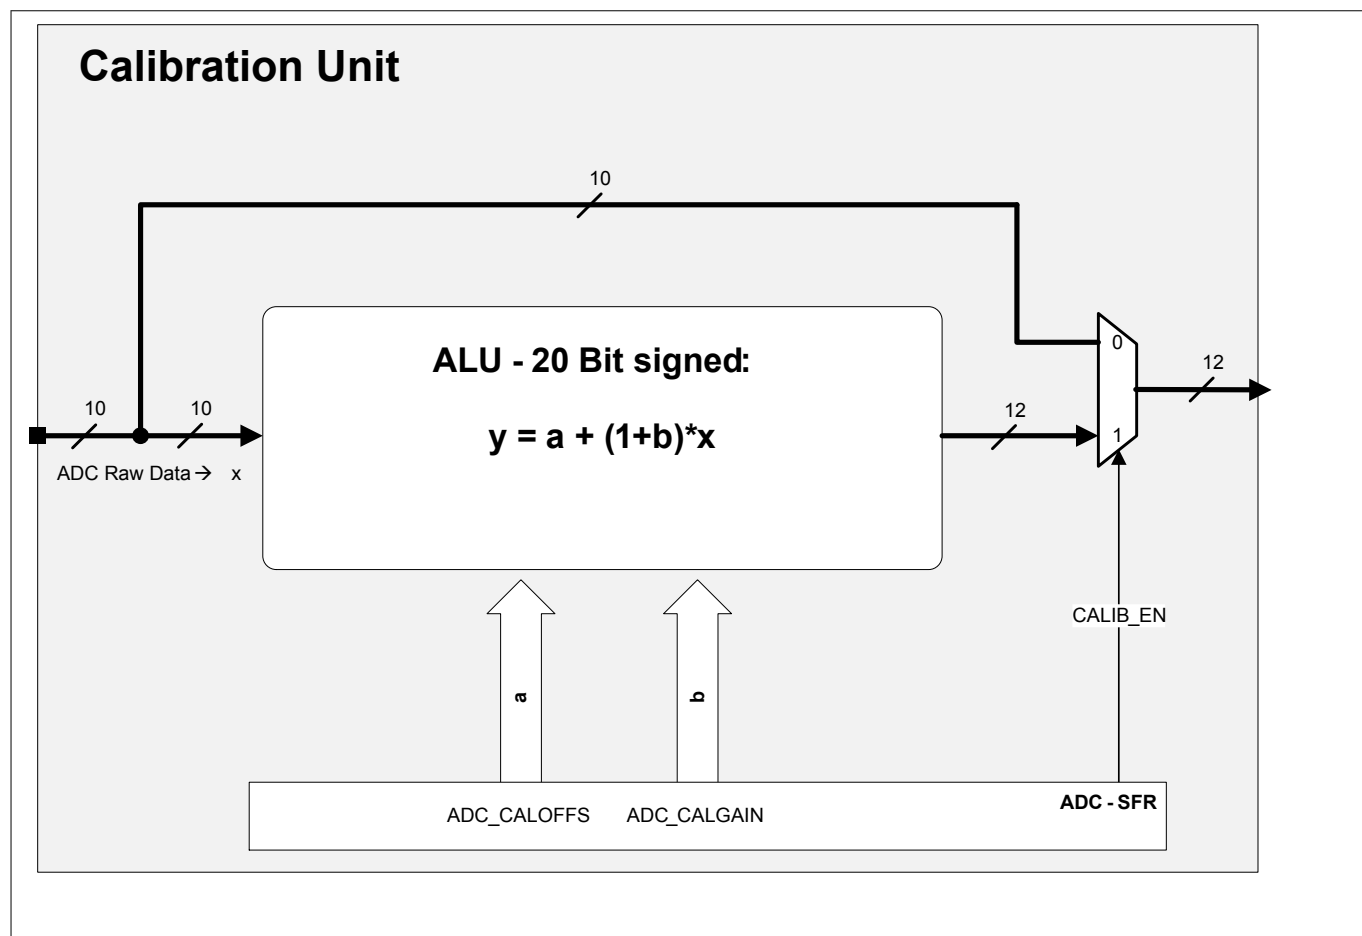 Calibration Unit
10
ALU - 20 Bit signed:
0
12
10
10
12
y = a + (1+b)*x
1
ADC Raw Data→ x
CALIB_EN
a
b
ADC - SFR
ADC_CALOFFS
ADC_CALGAIN